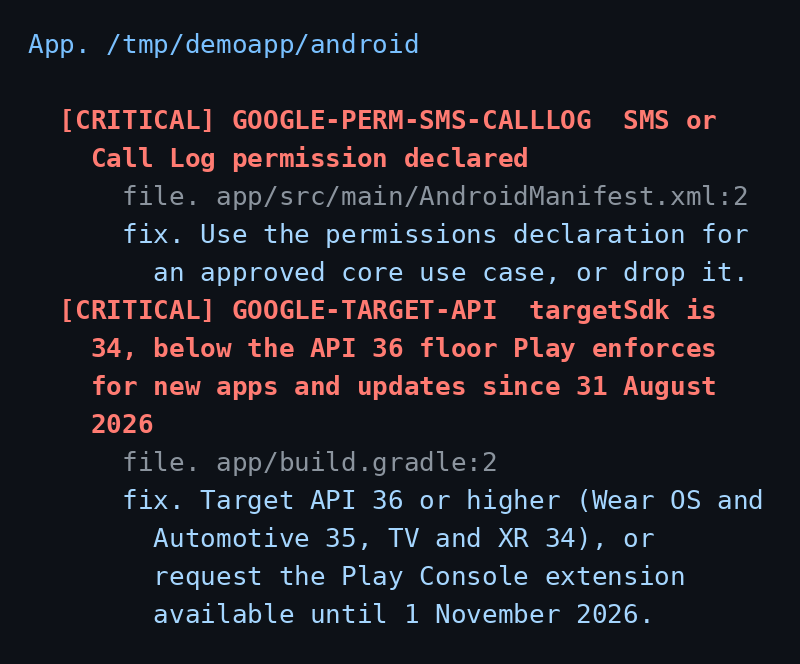 App. /tmp/demoapp/android
[CRITICAL] GOOGLE-PERM-SMS-CALLLOG  SMS or
Call Log permission declared
file. app/src/main/AndroidManifest.xml:2
fix. Use the permissions declaration for
an approved core use case, or drop it.
[CRITICAL] GOOGLE-TARGET-API  targetSdk is
34, below the API 36 floor Play enforces
for new apps and updates since 31 August
2026
file. app/build.gradle:2
fix. Target API 36 or higher (Wear OS and
Automotive 35, TV and XR 34), or
request the Play Console extension
available until 1 November 2026.